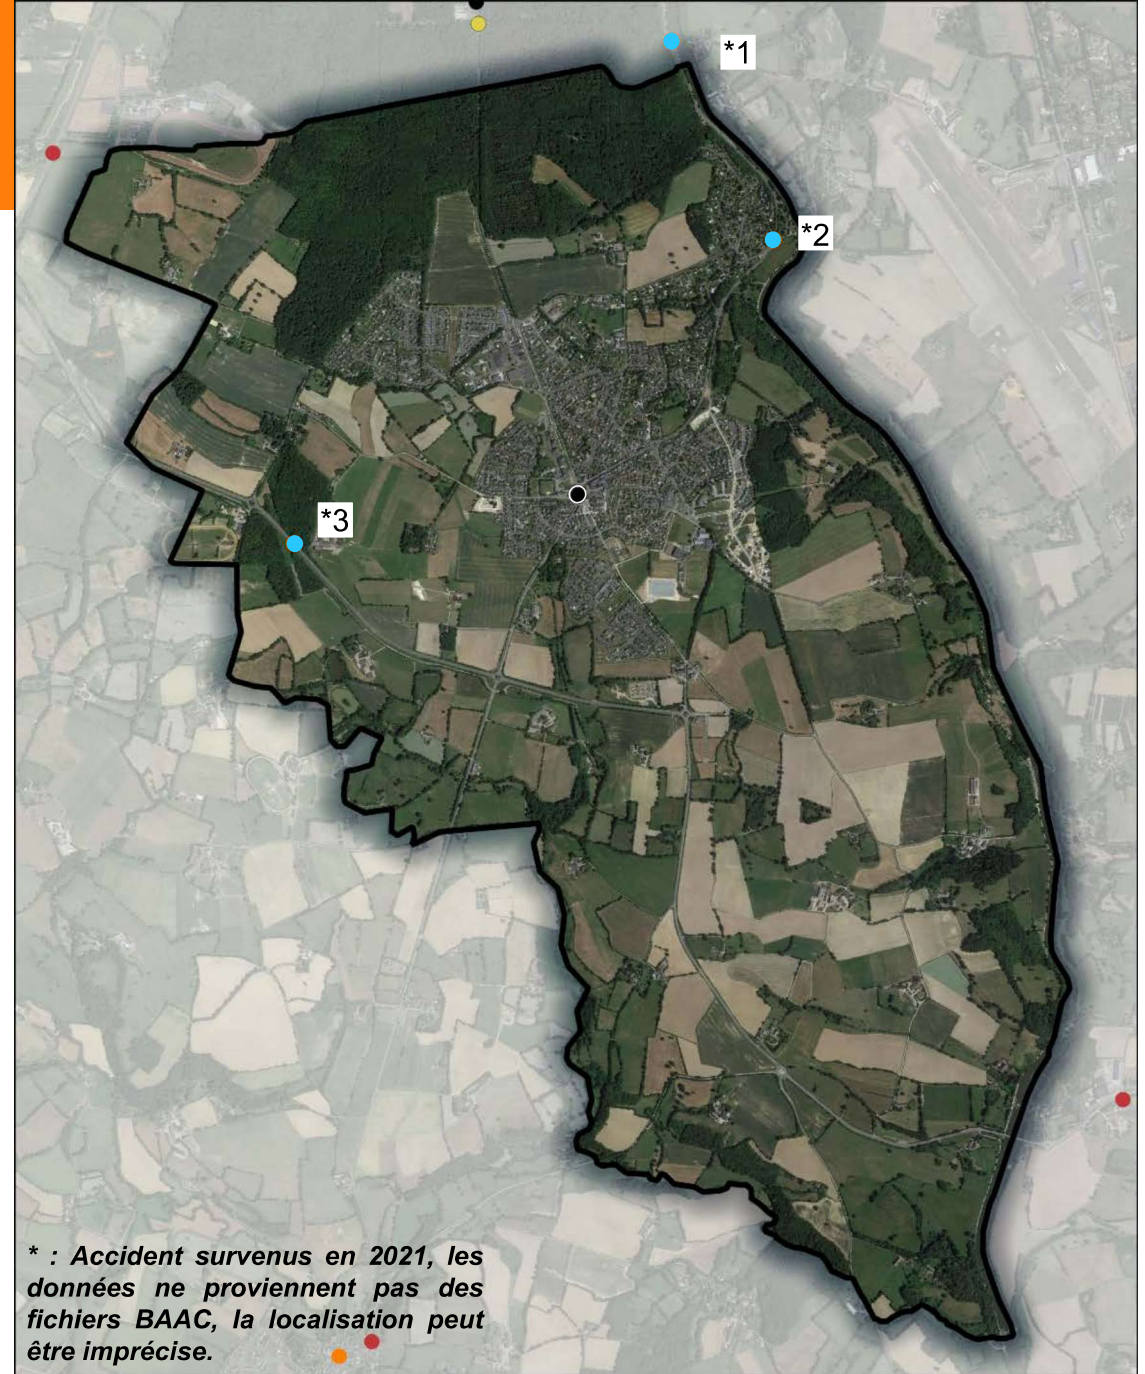 *1
*2
*3
* : Accident survenus en 2021, les
données ne proviennent pas des
fichiers BAAC, la localisation peut
être imprécise.